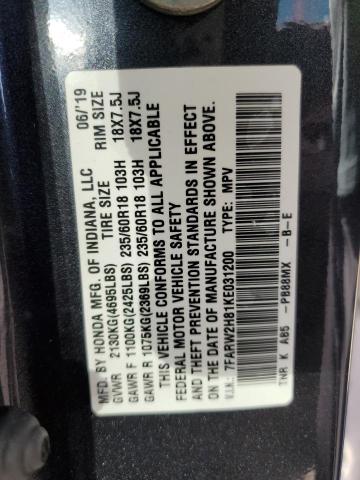 MFD. BY HONDA MFG. OF INDIANA, LLC 06/19
TIRE SIZE RIM SIZE
GVWR 2130KG(4695LBS)
GAWR F 1100KG(2425LBS) 235/60R18 103H 18X7.5J
GAWR R 1075KG(2369LBS) 235/60R18 103H 18X7.5J
THIS VEHICLE CONFORMS TO ALL APPLICABLE
FEDERAL MOTOR VEHICLE SAFETY
AND THEFT PREVENTION STANDARDS IN EFFECT
ON THE DATE OF MANUFACTURE SHOWN ABOVE.
VIN: 7FARW2H81KE031200 TYPE: MPV
TNR K A85 -PB88MX -B-E